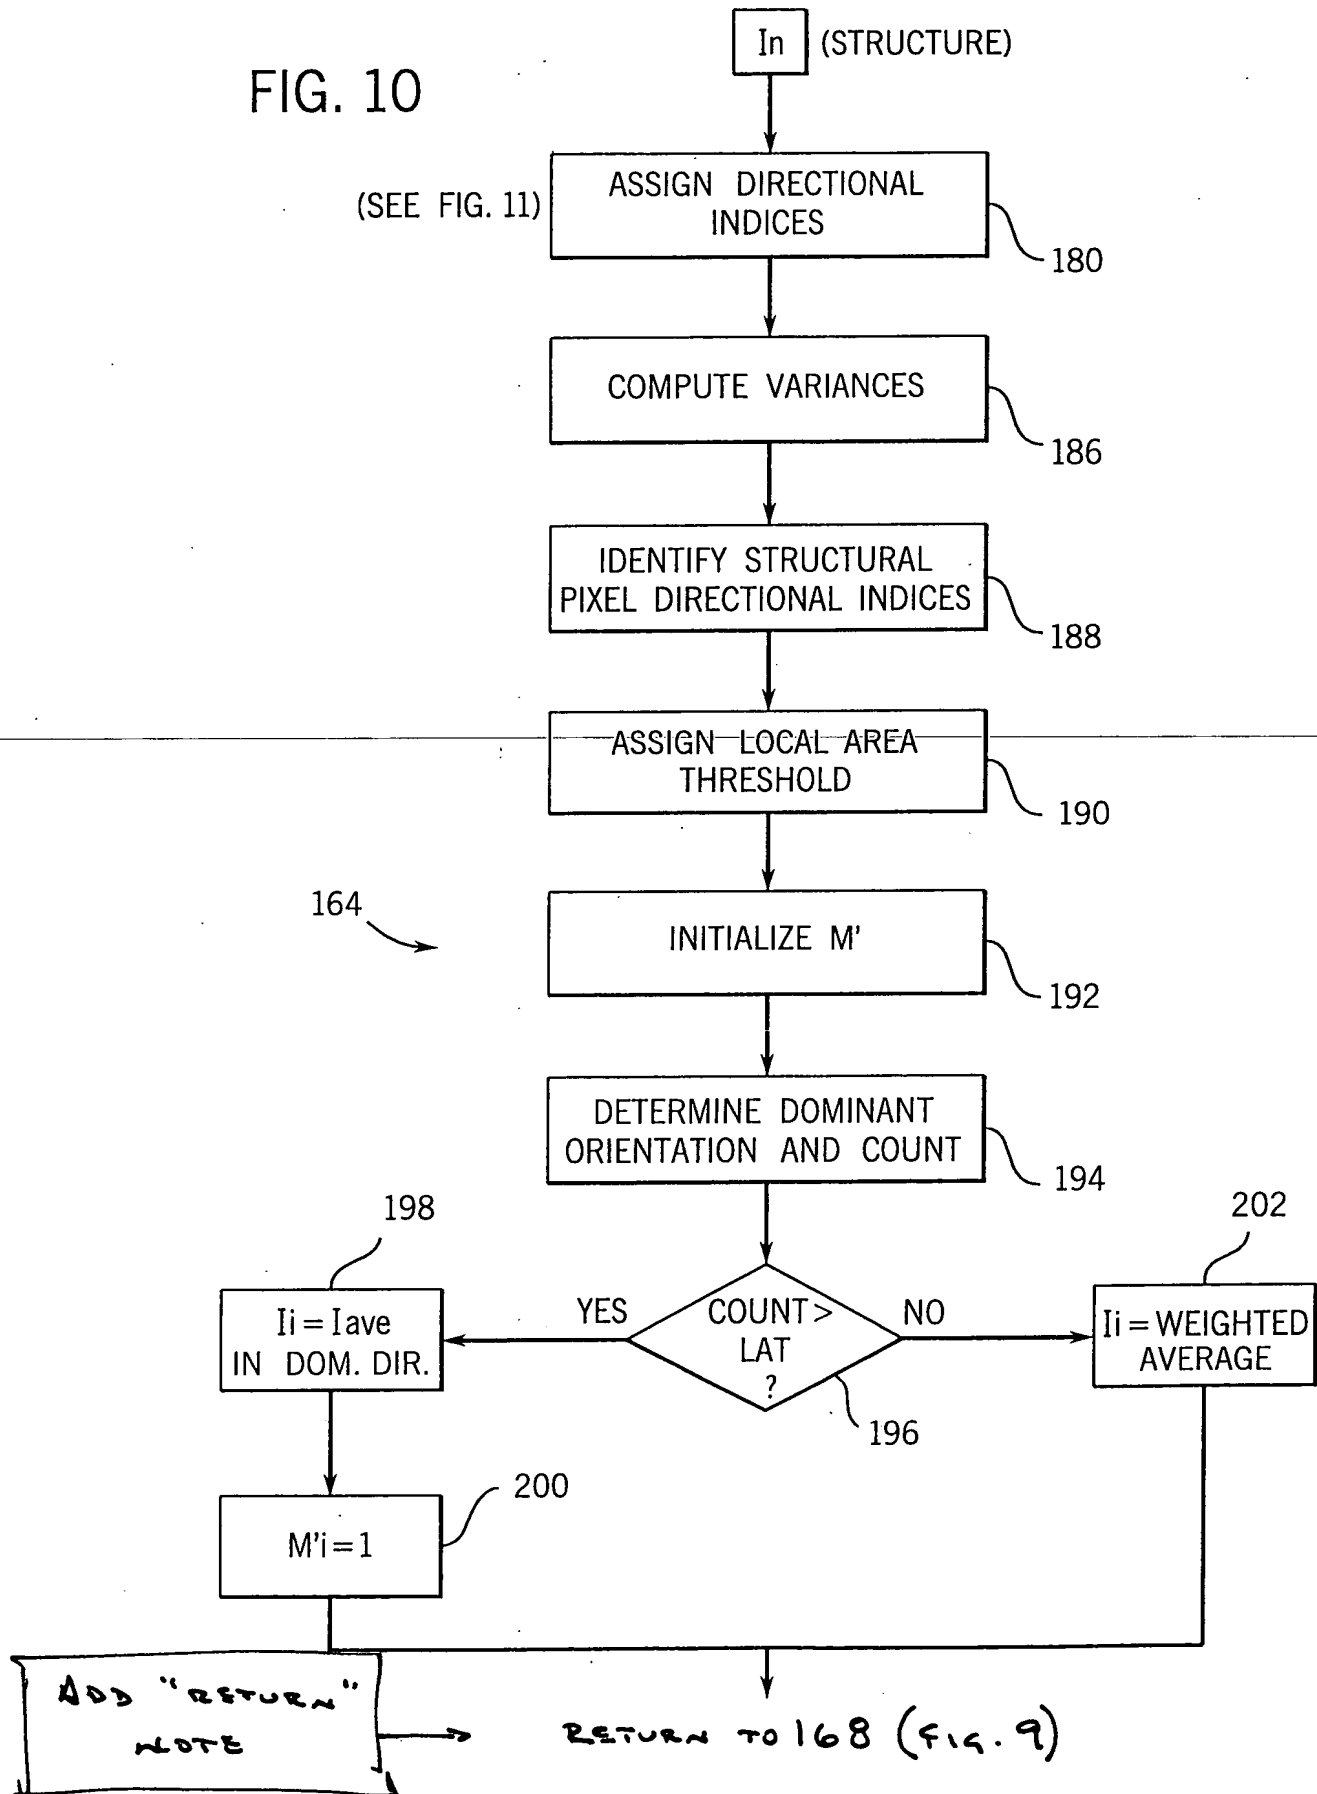 In (STRUCTURE)
FIG. 10
(SEE FIG. 11)
ASSIGN DIRECTIONAL
INDICES
180
COMPUTE VARIANCES
186
IDENTIFY STRUCTURAL
PIXEL DIRECTIONAL INDICES
188
ASSIGN LOCAL AREA
THRESHOLD
190
164
INITIALIZE M'
192
DETERMINE DOMINANT
ORIENTATION AND COUNT
194
198
202
Ii = Iave
IN DOM. DIR.
YES
COUNT >
LAT
?
NO
Ii = WEIGHTED
AVERAGE
196
200
M'i = 1
ADD "RETURN"
NOTE
RETURN TO 168 (FIG. 9)